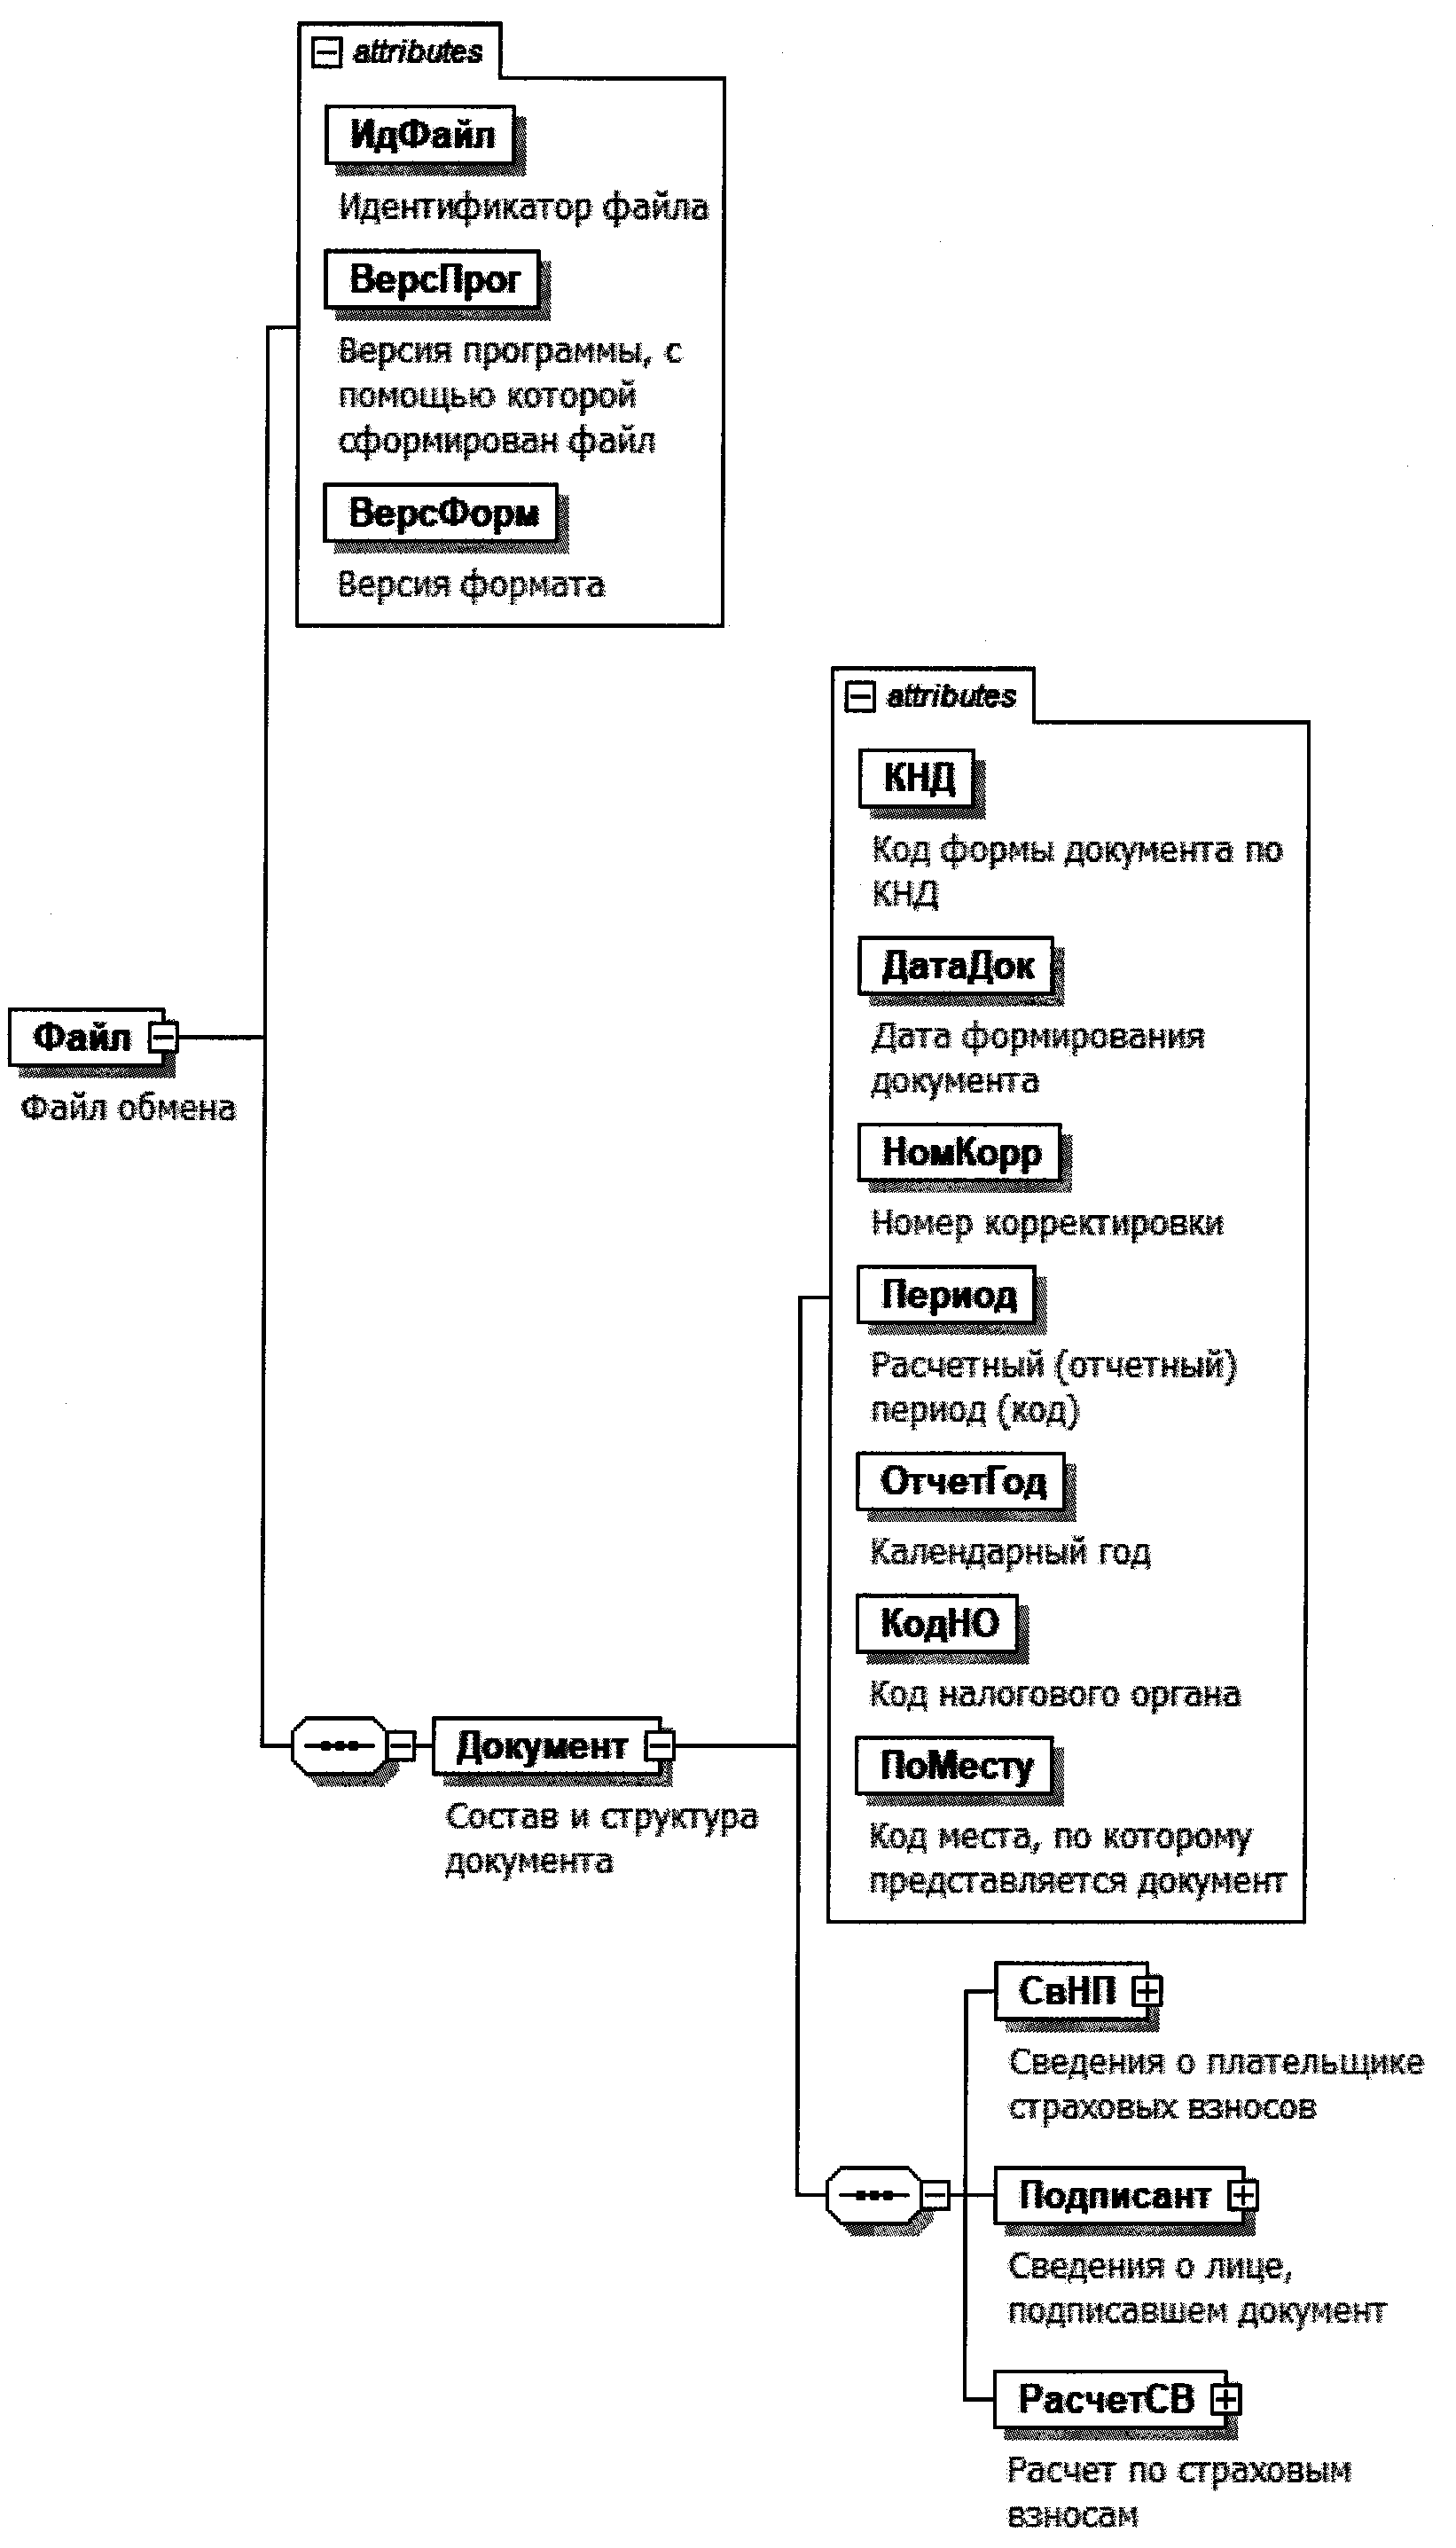 attributes
ИдФайл
Идентификатор файла
ВерсПрог
Версия программы, с
помощью которой
сформирован файл
ВерсФорм
Версия формата
Файл
Файл обмена
attributes
КНД
Код формы документа по
КНД
ДатаДок
Дата формирования
документа
НомКорр
Номер корректировки
Период
Расчетный (отчетный)
период (код)
ОтчетГод
Календарный год
КодНО
Код налогового органа
ПоМесту
Код места, по которому
представляется документ
Документ
Состав и структура
документа
СвНП
Сведения о плательщике
страховых взносов
Подписант
Сведения о лице,
подписавшем документ
РасчетСВ
Расчет по страховым
взносам